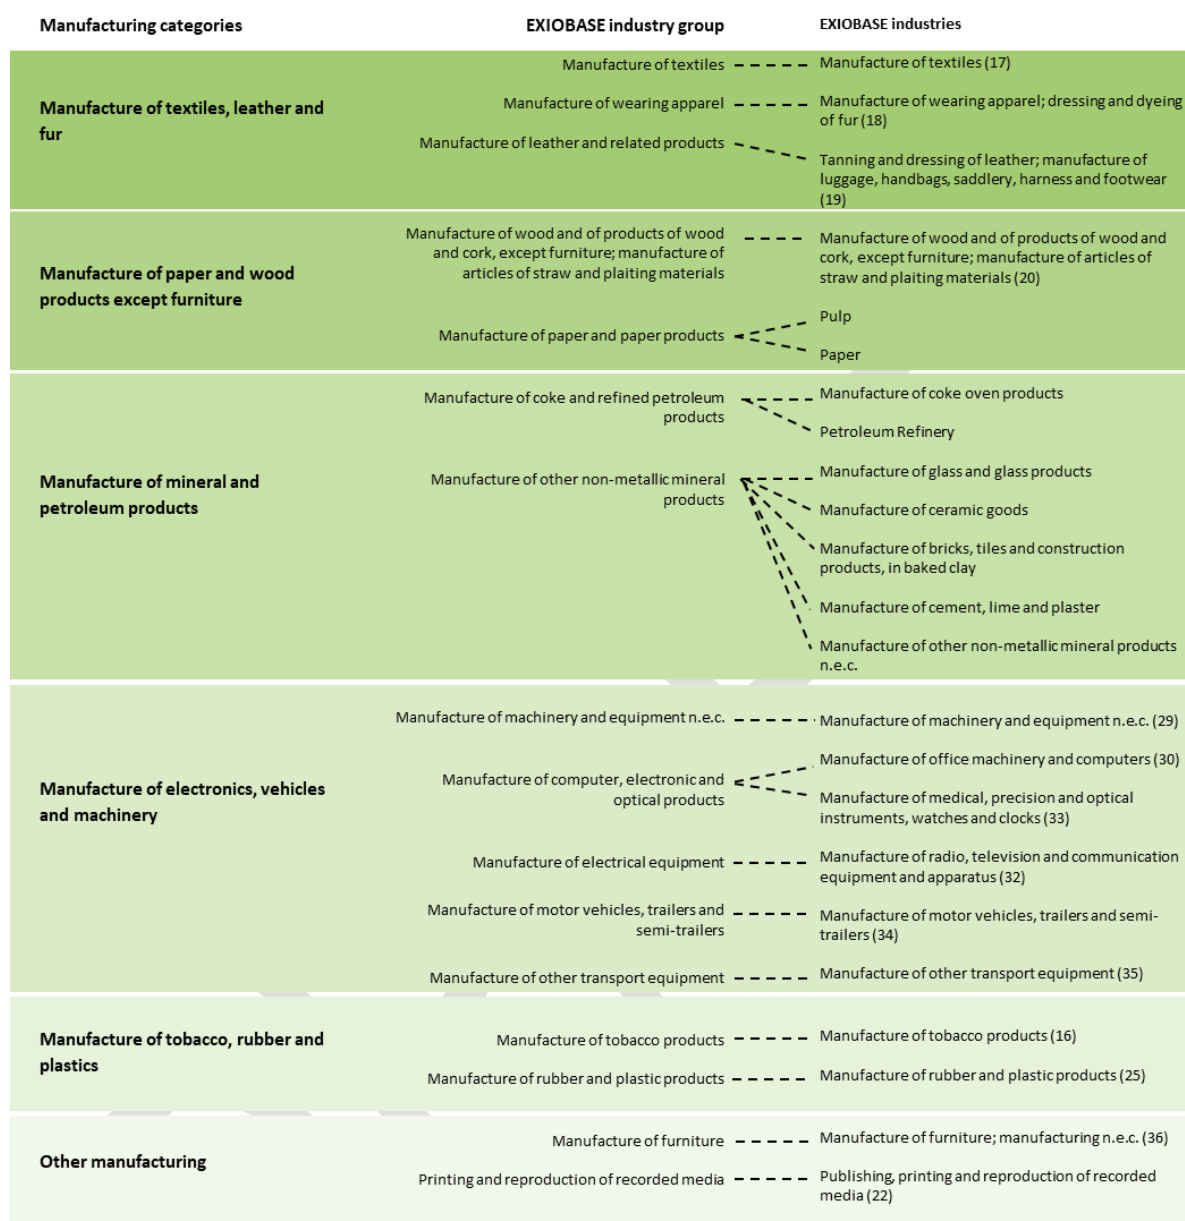 Manufacturing categories
EXIOBASE industry group
EXIOBASE industries
Manufacture of textiles, leather and
fur
Manufacture of textiles
Manufacture of textiles (17)
Manufacture of wearing apparel
Manufacture of wearing apparel; dressing and dyeing
of fur (18)
Manufacture of leather and related products
Tanning and dressing of leather; manufacture of
luggage, handbags, saddlery, harness and footwear
(19)
Manufacture of paper and wood
products except furniture
Manufacture of wood and of products of wood
and cork, except furniture; manufacture of
articles of straw and plaiting materials
Manufacture of wood and of products of wood and
cork, except furniture; manufacture of articles of
straw and plaiting materials (20)
Manufacture of paper and paper products
Pulp
Paper
Manufacture of mineral and
petroleum products
Manufacture of coke and refined petroleum
products
Manufacture of coke oven products
Petroleum Refinery
Manufacture of other non-metallic mineral
products
Manufacture of glass and glass products
Manufacture of ceramic goods
Manufacture of bricks, tiles and construction
products, in baked clay
Manufacture of cement, lime and plaster
Manufacture of other non-metallic mineral products
n.e.c.
Manufacture of electronics, vehicles
and machinery
Manufacture of machinery and equipment n.e.c.
Manufacture of machinery and equipment n.e.c. (29)
Manufacture of computer, electronic and
optical products
Manufacture of office machinery and computers (30)
Manufacture of medical, precision and optical
instruments, watches and clocks (33)
Manufacture of electrical equipment
Manufacture of radio, television and communication
equipment and apparatus (32)
Manufacture of motor vehicles, trailers and
semi-trailers
Manufacture of motor vehicles, trailers and semi-
trailers (34)
Manufacture of other transport equipment
Manufacture of other transport equipment (35)
Manufacture of tobacco, rubber and
plastics
Manufacture of tobacco products
Manufacture of tobacco products (16)
Manufacture of rubber and plastic products
Manufacture of rubber and plastic products (25)
Other manufacturing
Manufacture of furniture
Manufacture of furniture; manufacturing n.e.c. (36)
Printing and reproduction of recorded media
Publishing, printing and reproduction of recorded
media (22)